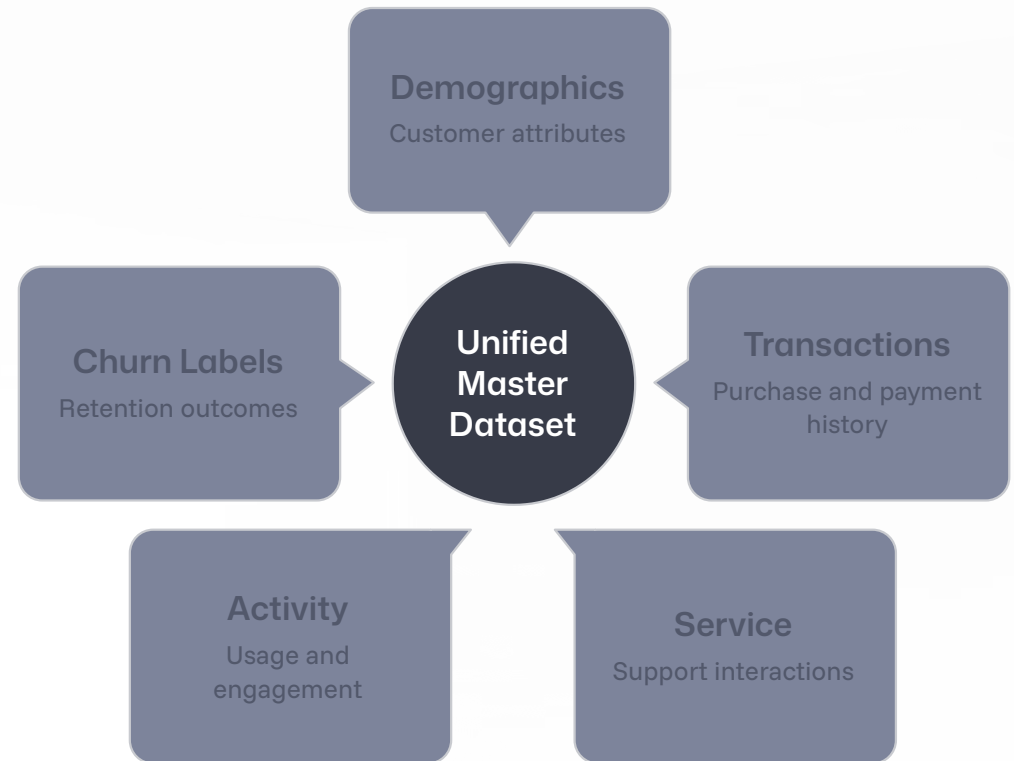 Demographics
Customer attributes
Churn Labels
Retention outcomes
Unified
Master
Dataset
Transactions
Purchase and payment
history
Activity
Usage and
engagement
Service
Support interactions